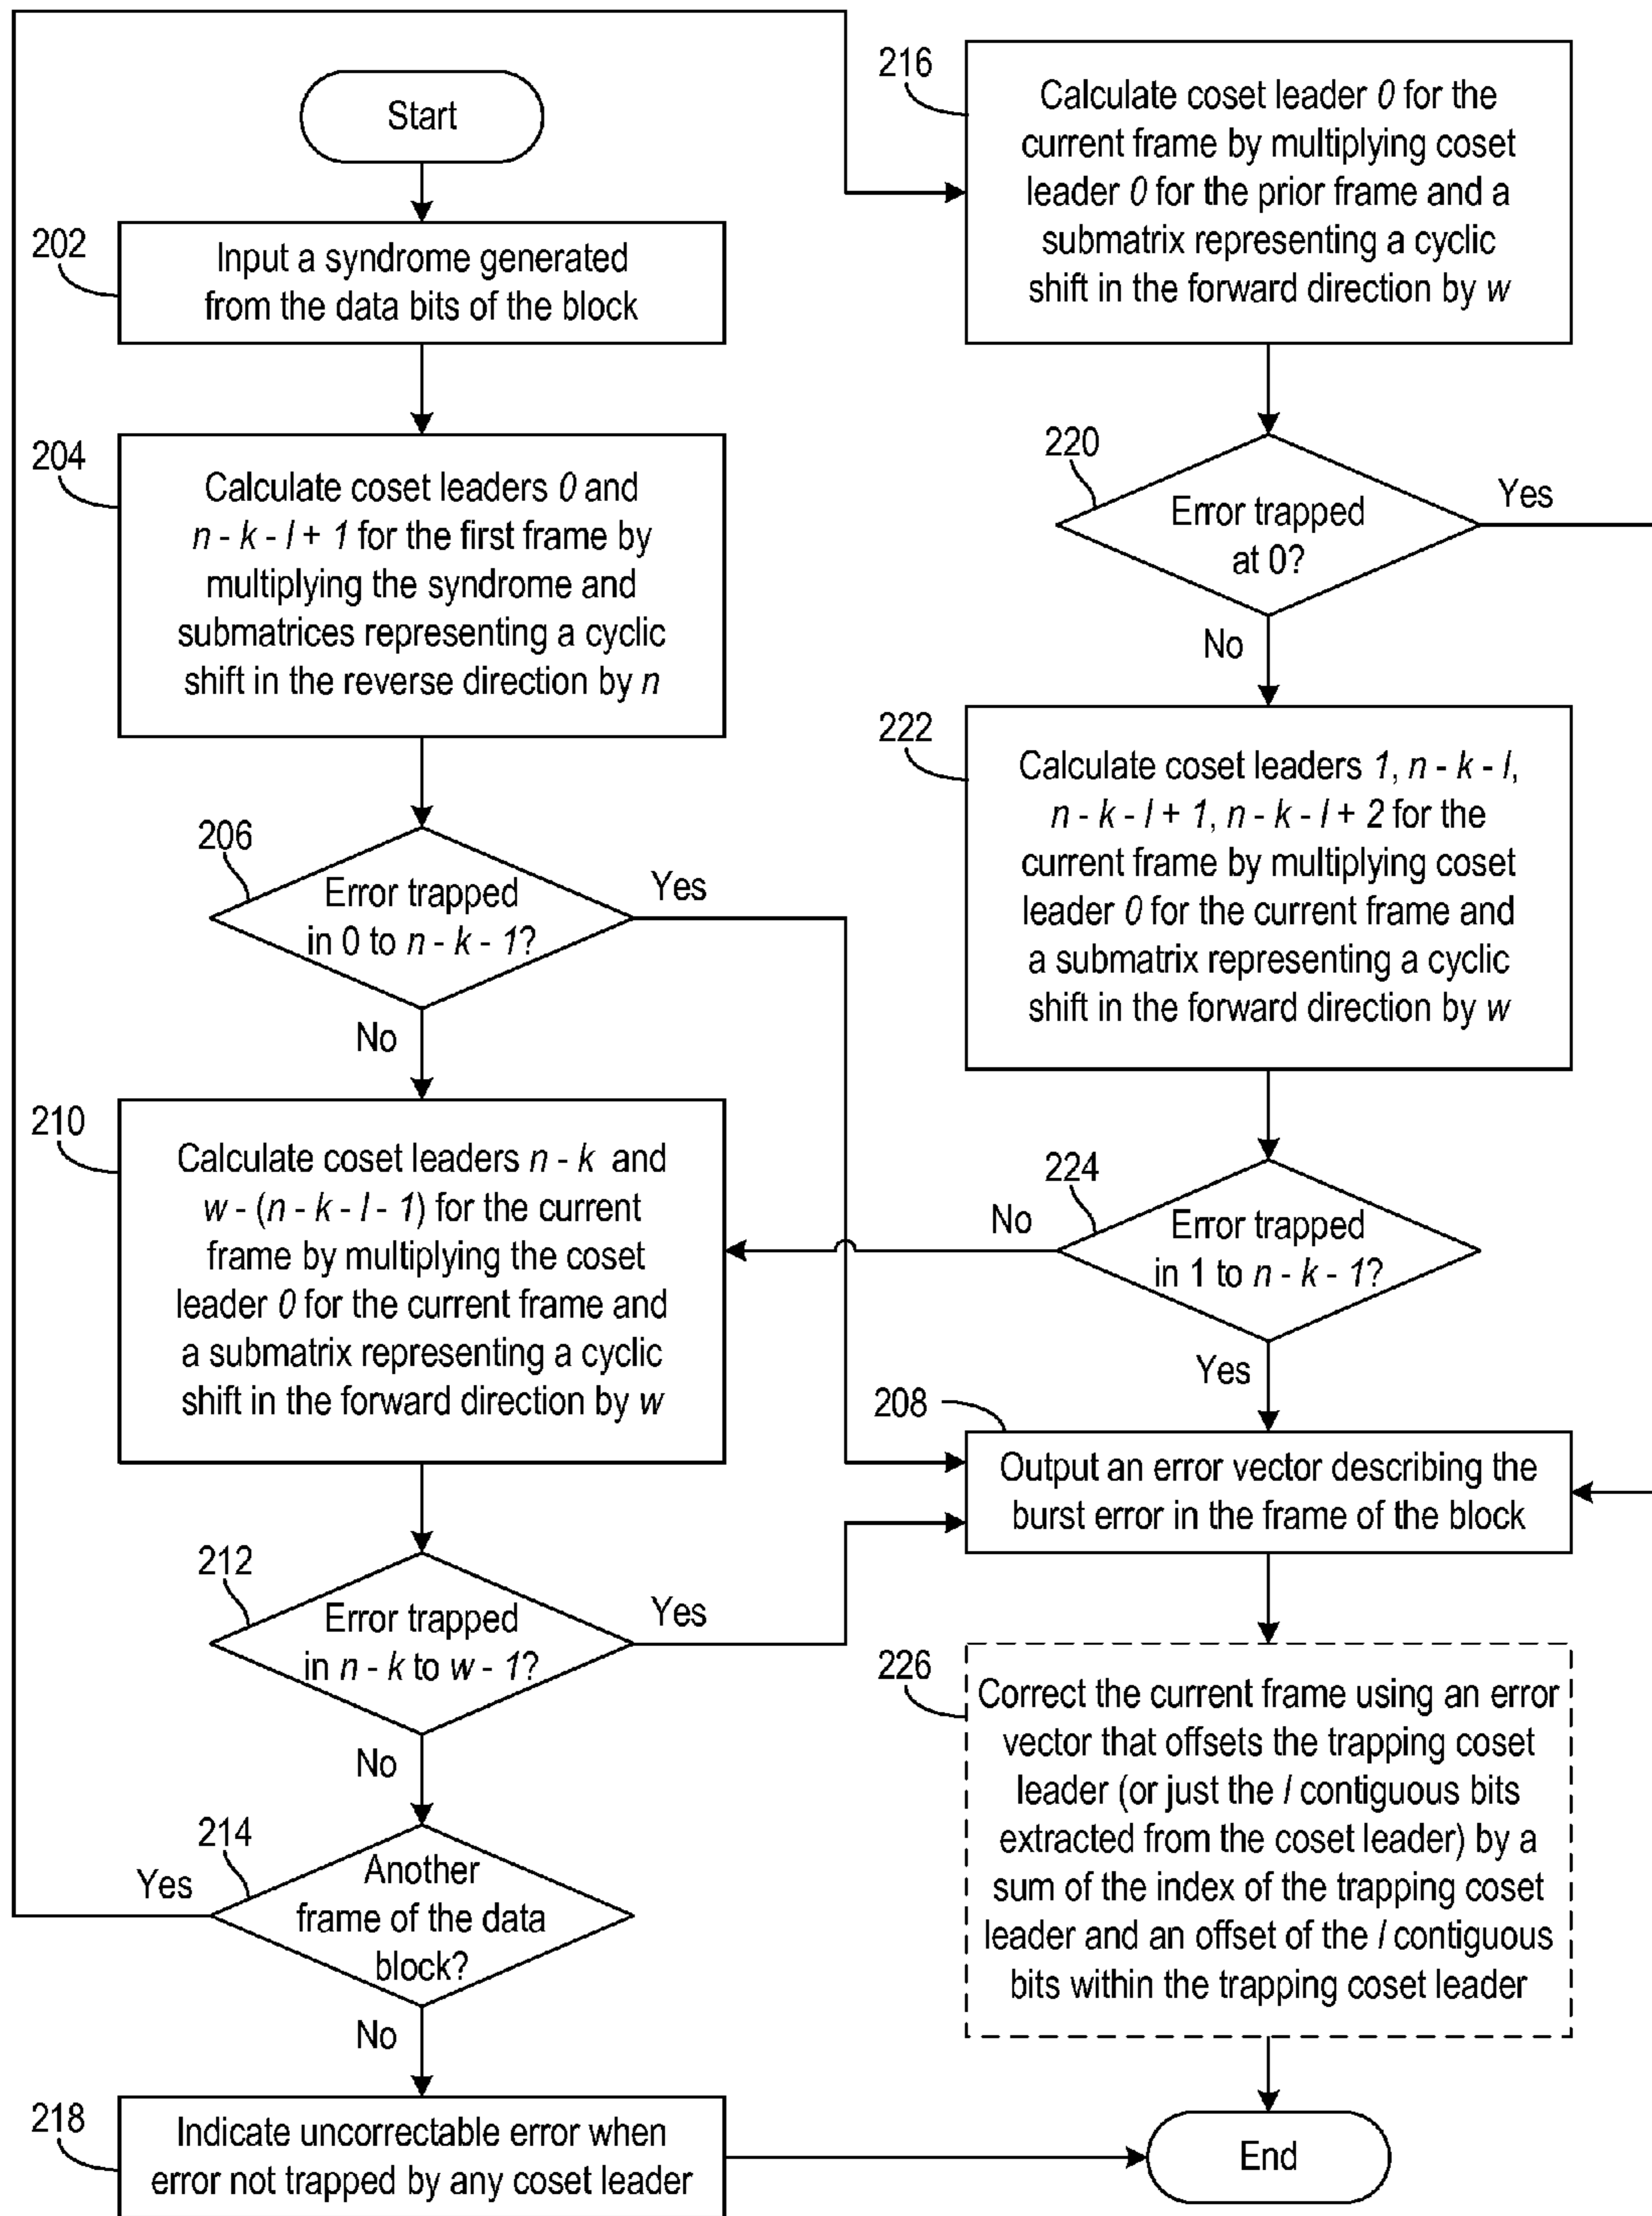 Start
202
Input a syndrome generated
from the data bits of the block
204
Calculate coset leaders 0 and
n - k - l + 1 for the first frame by
multiplying the syndrome and
submatrices representing a cyclic
shift in the reverse direction by n
206
Error trapped
in 0 to n - k - 1?
Yes
No
210
Calculate coset leaders n - k and
w - (n - k - l - 1) for the current
frame by multiplying the coset
leader 0 for the current frame and
a submatrix representing a cyclic
shift in the forward direction by w
212
Error trapped
in n - k to w - 1?
Yes
No
214
Another
frame of the data
block?
Yes
No
218
Indicate uncorrectable error when
error not trapped by any coset leader
216
Calculate coset leader 0 for the
current frame by multiplying coset
leader 0 for the prior frame and a
submatrix representing a cyclic
shift in the forward direction by w
220
Error trapped
at 0?
Yes
No
222
Calculate coset leaders 1, n - k - l,
n - k - l + 1, n - k - l + 2 for the
current frame by multiplying coset
leader 0 for the current frame and
a submatrix representing a cyclic
shift in the forward direction by w
224
Error trapped
in 1 to n - k - 1?
No
Yes
208
Output an error vector describing the
burst error in the frame of the block
226
Correct the current frame using an error
vector that offsets the trapping coset
leader (or just the l contiguous bits
extracted from the coset leader) by a
sum of the index of the trapping coset
leader and an offset of the l contiguous
bits within the trapping coset leader
End